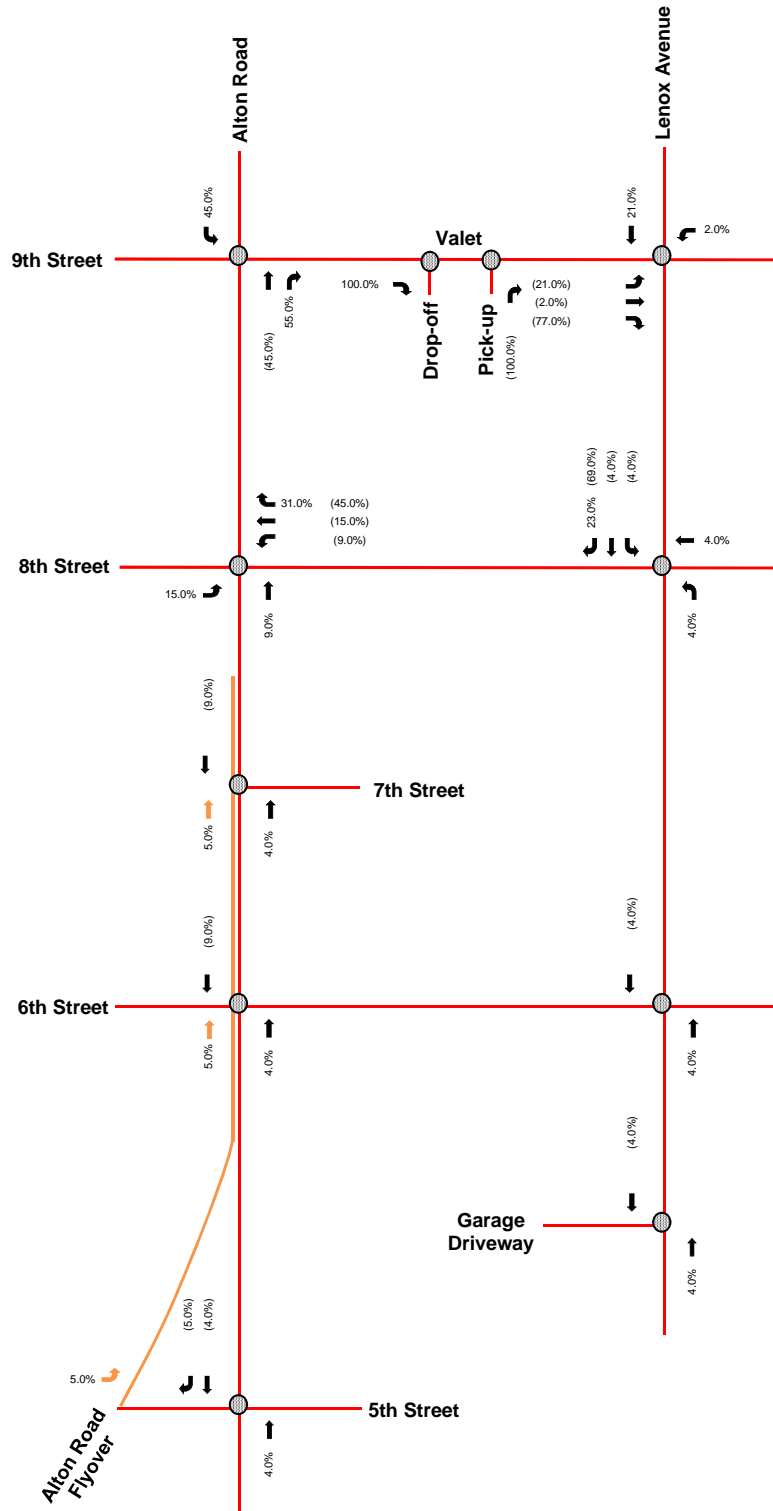 Alton Road
Lenox Avenue
45.0%
21.0%
2.0%
Valet
9th Street
100.0%
(21.0%)
(2.0%)
(77.0%)
55.0%
(45.0%)
Drop-off
Pick-up
(100.0%)
(69.0%)
(4.0%)
(4.0%)
31.0% (45.0%)
(15.0%)
(9.0%)
23.0%
4.0%
8th Street
15.0%
9.0%
4.0%
(9.0%)
7th Street
5.0%
4.0%
(9.0%)
(4.0%)
6th Street
5.0%
4.0%
4.0%
(4.0%)
Garage
Driveway
4.0%
(5.0%)
(4.0%)
5.0%
5th Street
Alton Road
Flyover
4.0%